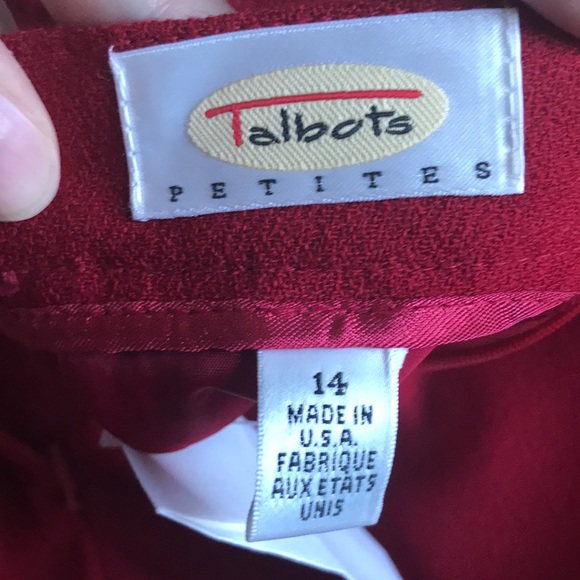 Talbots
PETITES
14
MADE IN
U.S.A.
FABRIQUE
AUX ETATS
UNIS